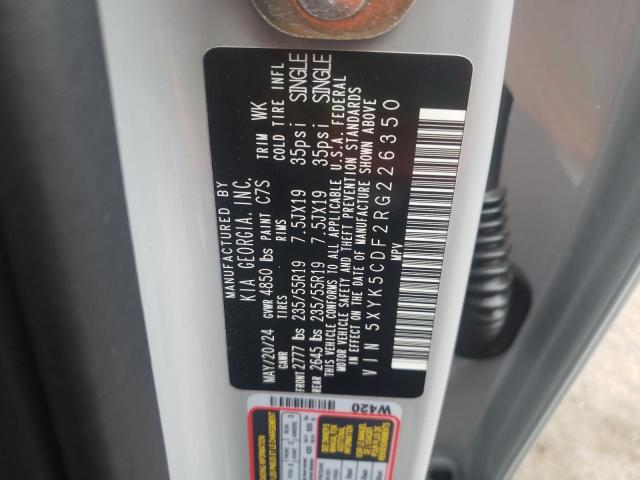 MANUFACTURED BY
KIA GEORGIA, INC.
MAY/20/24 GVWR 4850 lbs PAINT C7S TRIM WK
GAWR TIRES RIMS COLD TIRE INFL
FRONT 2777 lbs 235/55R19 7.5JX19 35psi SINGLE
REAR 2645 lbs 235/55R19 7.5JX19 35psi SINGLE
THIS VEHICLE CONFORMS TO ALL APPLICABLE U.S.A. FEDERAL
MOTOR VEHICLE SAFETY AND THEFT PREVENTION STANDARDS
IN EFFECT ON THE DATE OF MANUFACTURE SHOWN ABOVE
VIN 5XYK5CDF2RG226350
MPV
W420